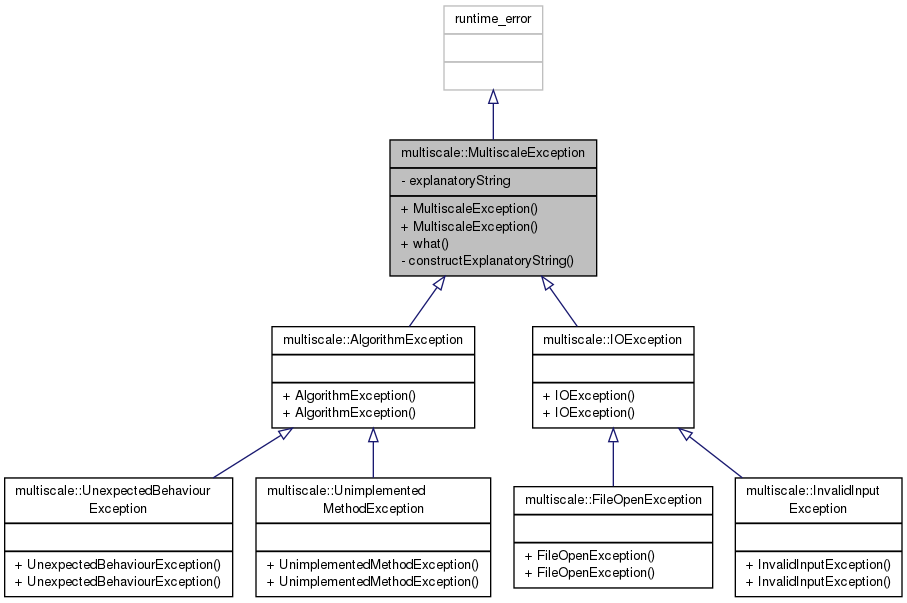 runtime_error
multiscale::MultiscaleException
- explanatoryString
+ MultiscaleException()
+ MultiscaleException()
+ what()
- constructExplanatoryString()
multiscale::AlgorithmException
+ AlgorithmException()
+ AlgorithmException()
multiscale::IOException
+ IOException()
+ IOException()
multiscale::UnexpectedBehaviour
Exception
+ UnexpectedBehaviourException()
+ UnexpectedBehaviourException()
multiscale::Unimplemented
MethodException
+ UnimplementedMethodException()
+ UnimplementedMethodException()
multiscale::FileOpenException
+ FileOpenException()
+ FileOpenException()
multiscale::InvalidInput
Exception
+ InvalidInputException()
+ InvalidInputException()